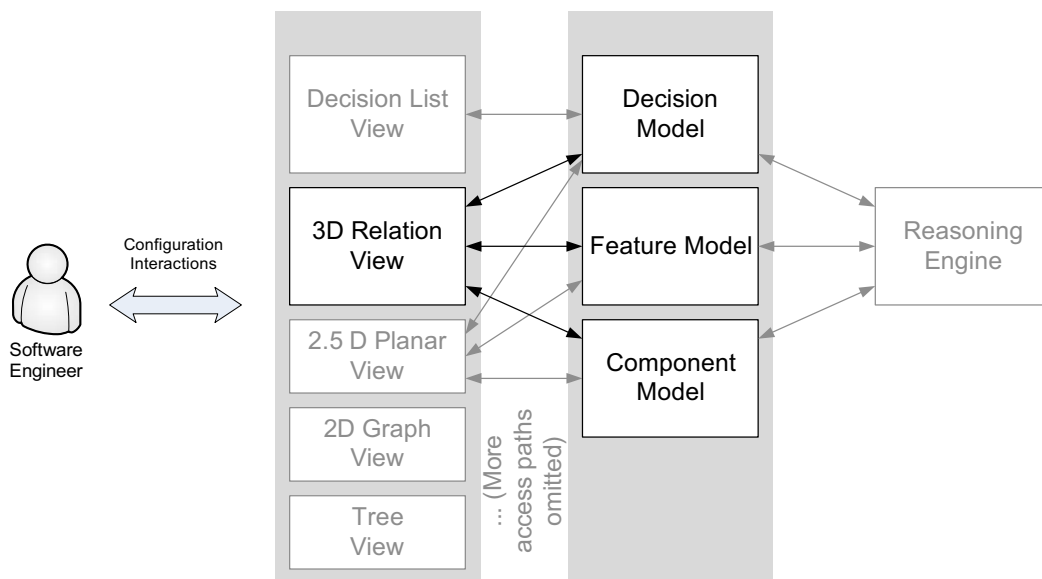 Decision List
View
3D Relation
View
2.5 D Planar
View
2D Graph
View
Tree
View
Decision
Model
Feature Model
Component
Model
Reasoning
Engine
Configuration
Interactions
Software
Engineer
... (More
access paths
omitted)